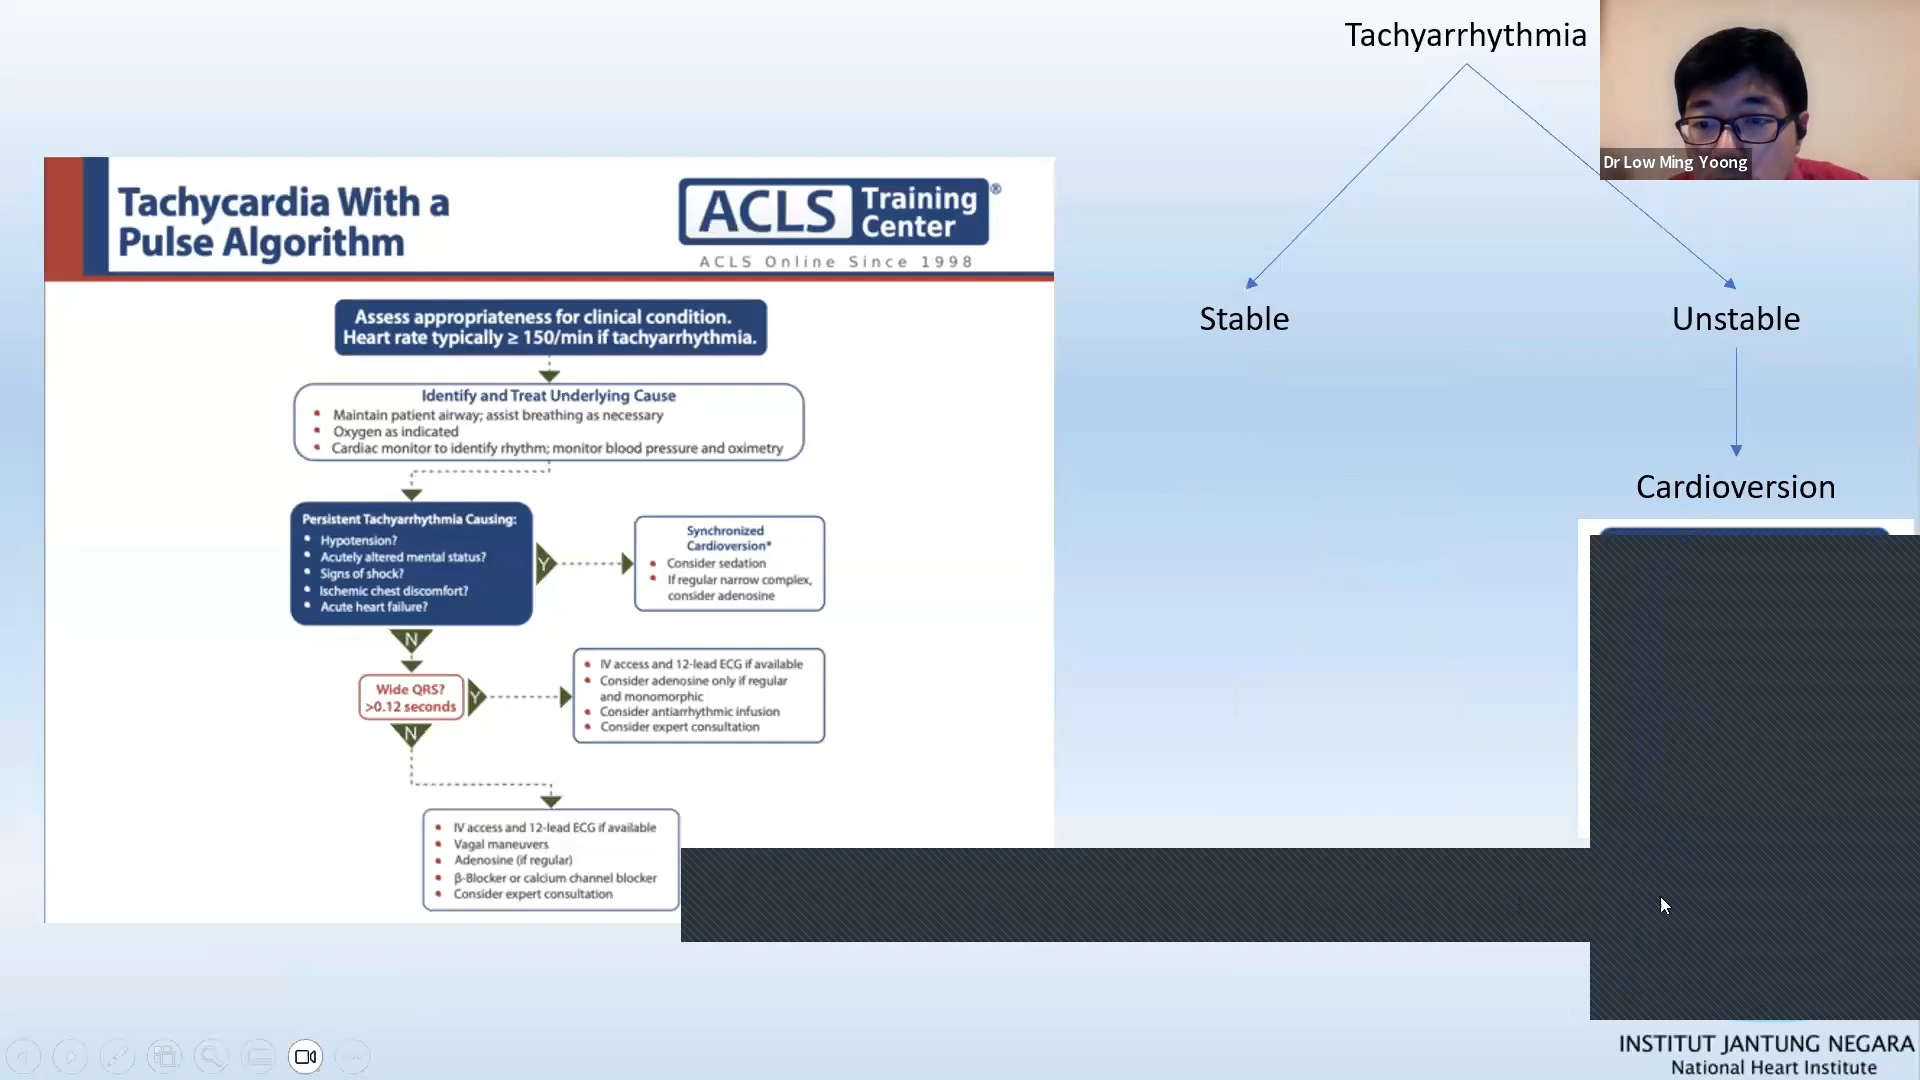 Tachyarrhythmia
Dr Low Ming Yoong
Tachycardia With a
Pulse Algorithm
ACLS Training
Center
®
ACLS Online Since 1998
Stable
Unstable
Cardioversion
Assess appropriateness for clinical condition.
Heart rate typically ≥ 150/min if tachyarrhythmia.
Identify and Treat Underlying Cause
• Maintain patient airway; assist breathing as necessary
• Oxygen as indicated
• Cardiac monitor to identify rhythm; monitor blood pressure and oximetry
Persistent Tachyarrhythmia Causing:
• Hypotension?
• Acutely altered mental status?
• Signs of shock?
• Ischemic chest discomfort?
• Acute heart failure?
Y
Synchronized
Cardioversion*
• Consider sedation
• If regular narrow complex,
consider adenosine
N
Wide QRS?
>0.12 seconds
Y
• IV access and 12-lead ECG if available
• Consider adenosine only if regular
and monomorphic
• Consider antiarrhythmic infusion
• Consider expert consultation
N
• IV access and 12-lead ECG if available
• Vagal maneuvers
• Adenosine (if regular)
• β-Blocker or calcium channel blocker
• Consider expert consultation
INSTITUT JANTUNG NEGARA
National Heart Institute